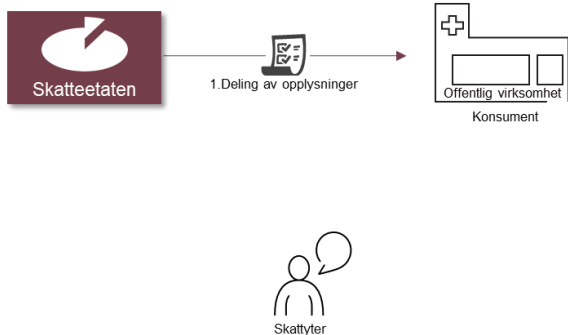 Skatteetaten
1.Deling av opplysninger
Offentlig virksomhet
Konsument
Skattyter